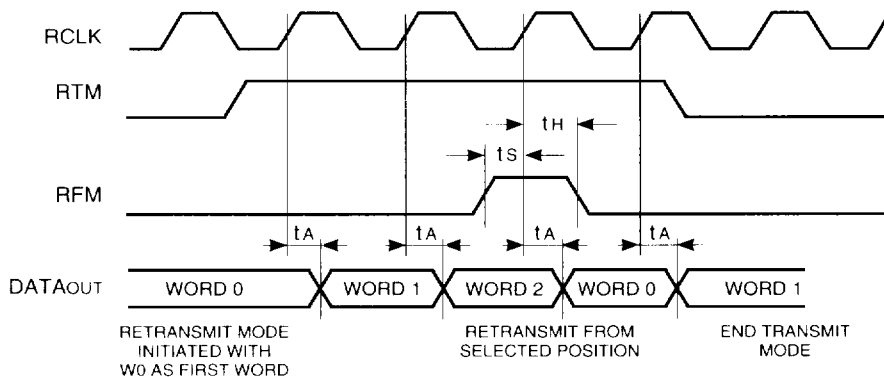 RCLK
RTM
tH
tS
RFM
tA tA tA tA
DATAOUT WORD 0 WORD 1 WORD 2 WORD 0 WORD 1
RETRANSMIT MODE
INITIATED WITH
W0 AS FIRST WORD
RETRANSMIT FROM
SELECTED POSITION
END TRANSMIT
MODE